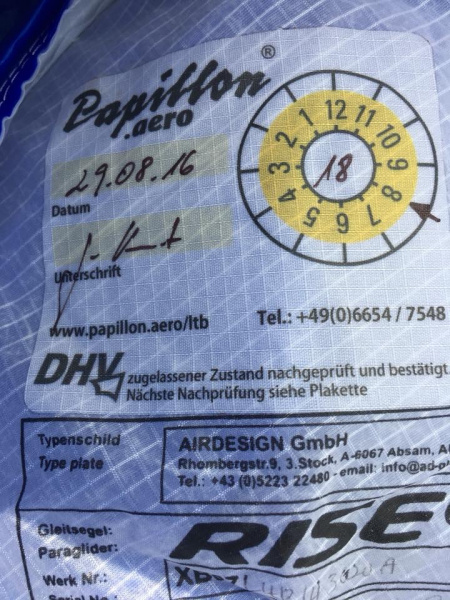 Papillon®
.aero
29.08.16
Datum
Unterschrift
1 12 11 10 9 8 7 6 5 4 3 2
18
www.papillon.aero/ltb
Tel.: +49(0)6654 / 7548
DHV zugelassener Zustand nachgeprüft und bestätigt.
Nächste Nachprüfung siehe Plakette
Typenschild
Type plate
AIRDESIGN GmbH
Rhombergstr.9, 3.Stock, A-6067 Absam,
Tel.: +43 (0)5223 22480 - email: info@ad-
Gleitsegel:
Paraglider:
RISE
Werk Nr.:
Serial No.: